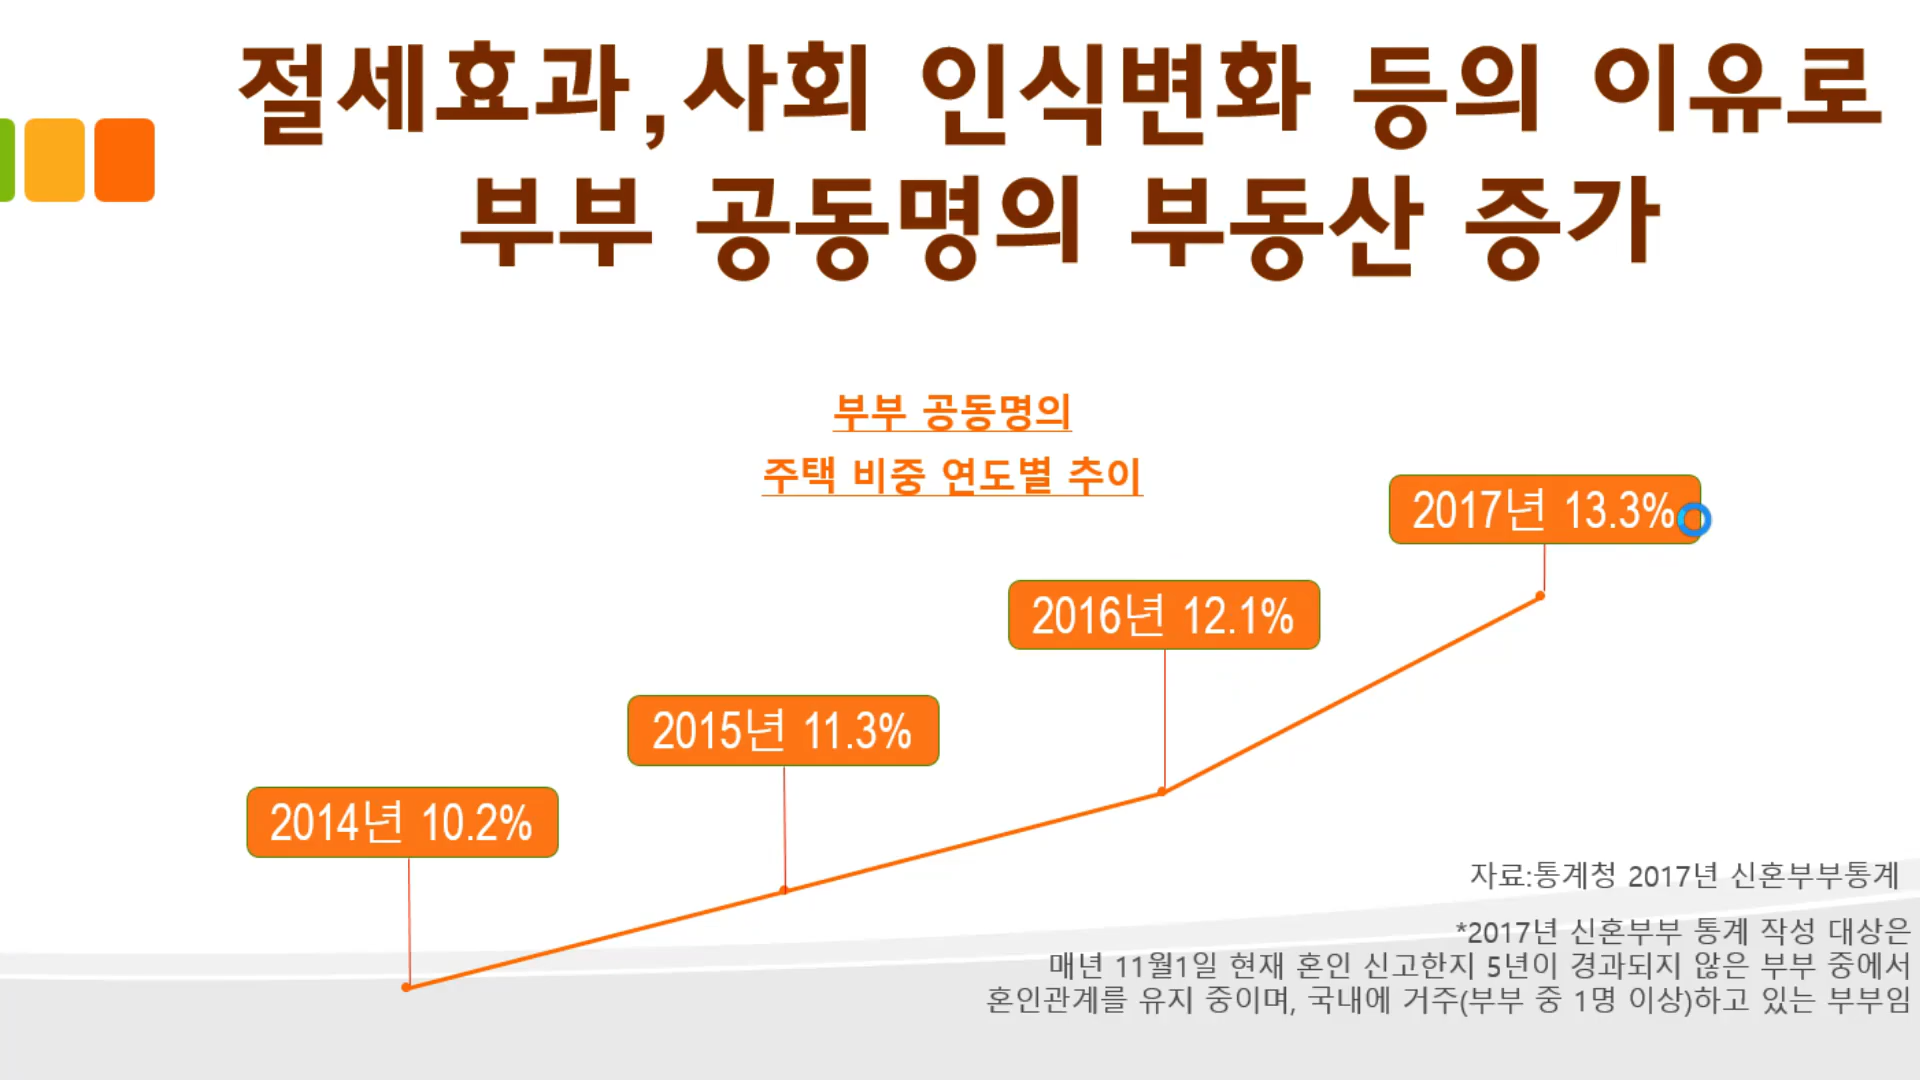 절세효과,사회 인식변화 등의 이유로
부부 공동명의 부동산 증가
부부 공동명의
주택 비중 연도별 추이
2017년 13.3%
2016년 12.1%
2015년 11.3%
2014년 10.2%
자료:통계청 2017년 신혼부부통계
*2017년 신혼부부 통계 작성 대상은
매년 11월1일 현재 혼인 신고한지 5년이 경과되지 않은 부부 중에서
혼인관계를 유지 중이며, 국내에 거주(부부 중 1명 이상)하고 있는 부부임